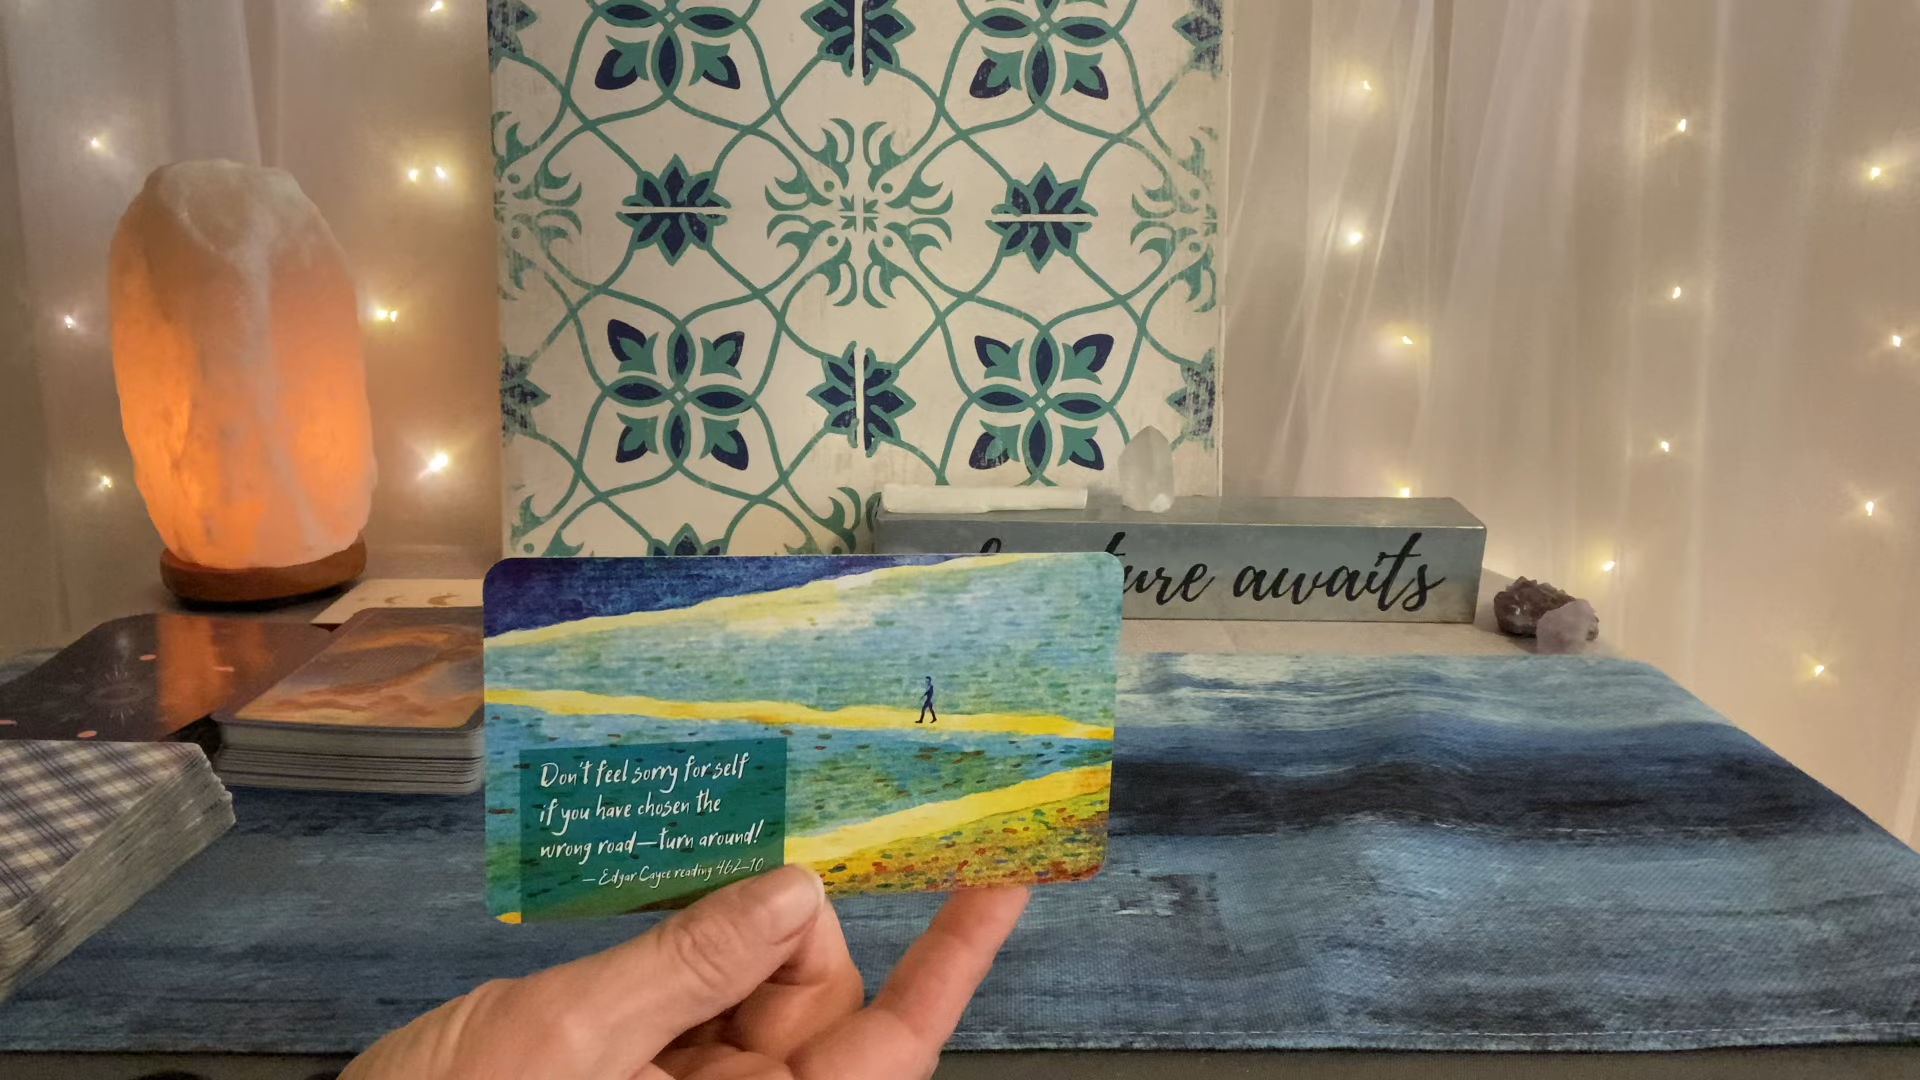 awaits
Don't feel sorry for self
if you have chosen the
wrong road—turn around!
— Edgar Cayce reading 462-10